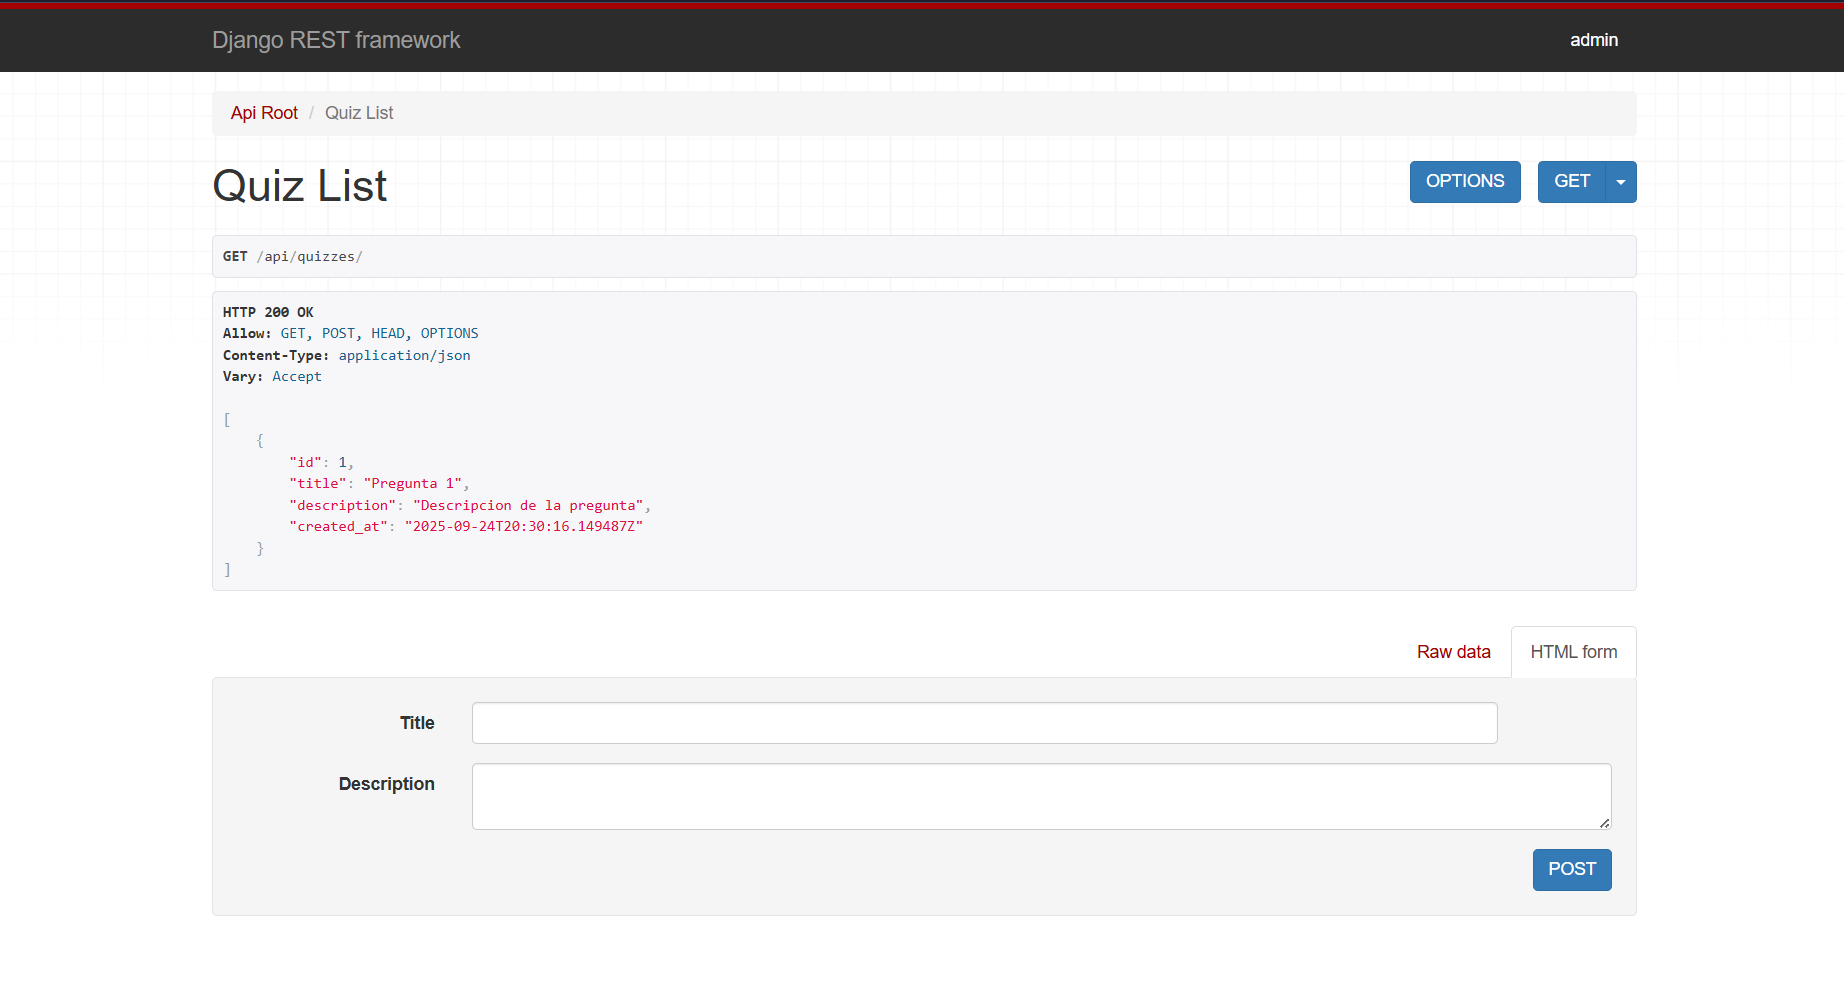 Django REST framework
admin
Api Root / Quiz List
Quiz List
OPTIONS
GET
GET /api/quizzes/
HTTP 200 OK
Allow: GET, POST, HEAD, OPTIONS
Content-Type: application/json
Vary: Accept
[
    {
        "id": 1,
        "title": "Pregunta 1",
        "description": "Descripcion de la pregunta",
        "created_at": "2025-09-24T20:30:16.149487Z"
    }
]
Raw data
HTML form
Title
Description
POST